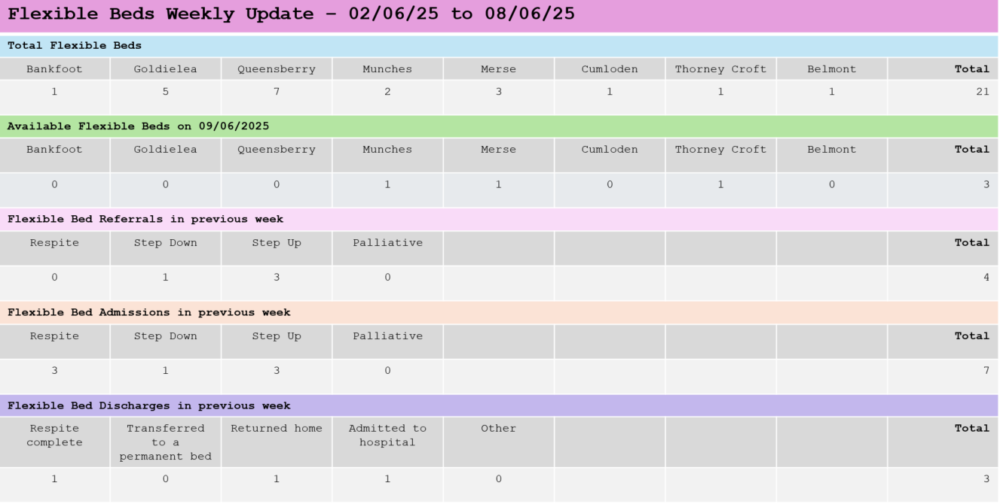 Flexible Beds Weekly Update – 02/06/25 to 08/06/25
Total Flexible Beds
Bankfoot Goldielea Queensberry Munches Merse Cumloden Thorney Croft Belmont Total
1 5 7 2 3 1 1 1 21
Available Flexible Beds on 09/06/2025
Bankfoot Goldielea Queensberry Munches Merse Cumloden Thorney Croft Belmont Total
0 0 0 1 1 0 1 0 3
Flexible Bed Referrals in previous week
Respite Step Down Step Up Palliative Total
0 1 3 0 4
Flexible Bed Admissions in previous week
Respite Step Down Step Up Palliative Total
3 1 3 0 7
Flexible Bed Discharges in previous week
Respite complete Transferred to a permanent bed Returned home Admitted to hospital Other Total
1 0 1 1 0 3